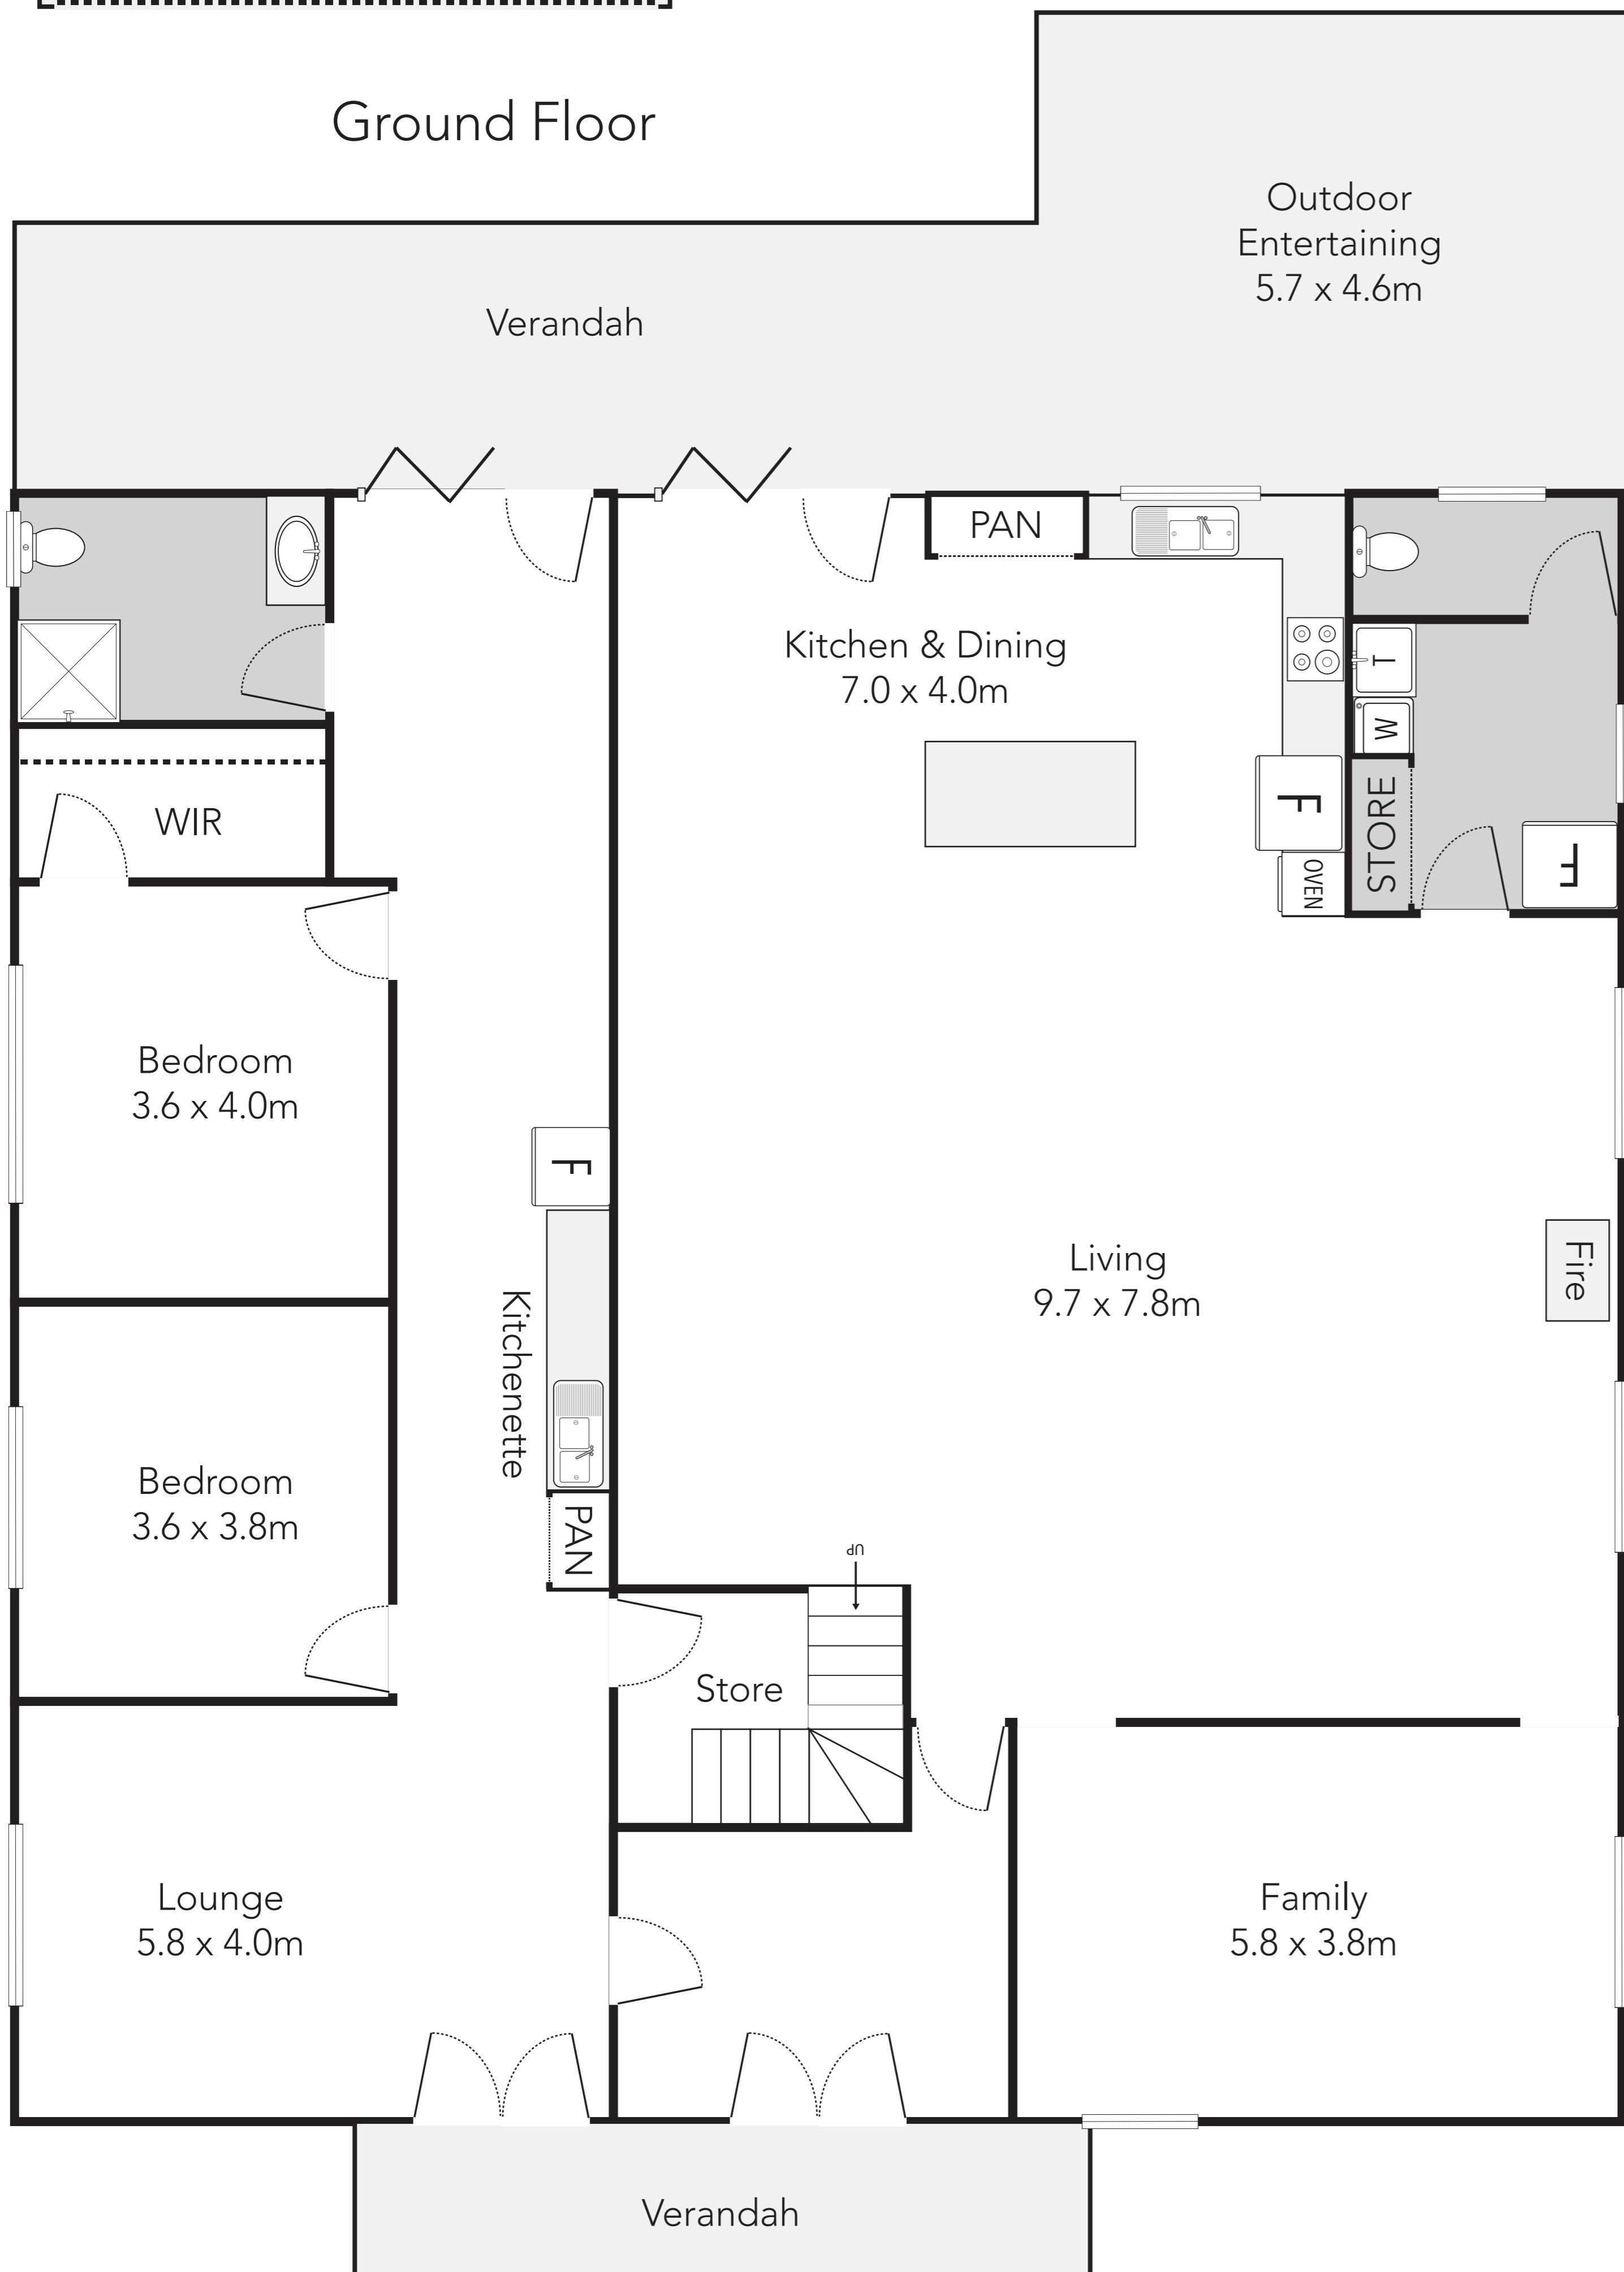 Ground Floor
Outdoor
Entertaining
5.7 x 4.6m
Verandah
PAN
Kitchen & Dining
7.0 x 4.0m
T
W
STORE
F
F
OVEN
WIR
Bedroom
3.6 x 4.0m
F
Kitchenette
PAN
Living
9.7 x 7.8m
Fire
Bedroom
3.6 x 3.8m
UP
Store
Lounge
5.8 x 4.0m
Family
5.8 x 3.8m
Verandah